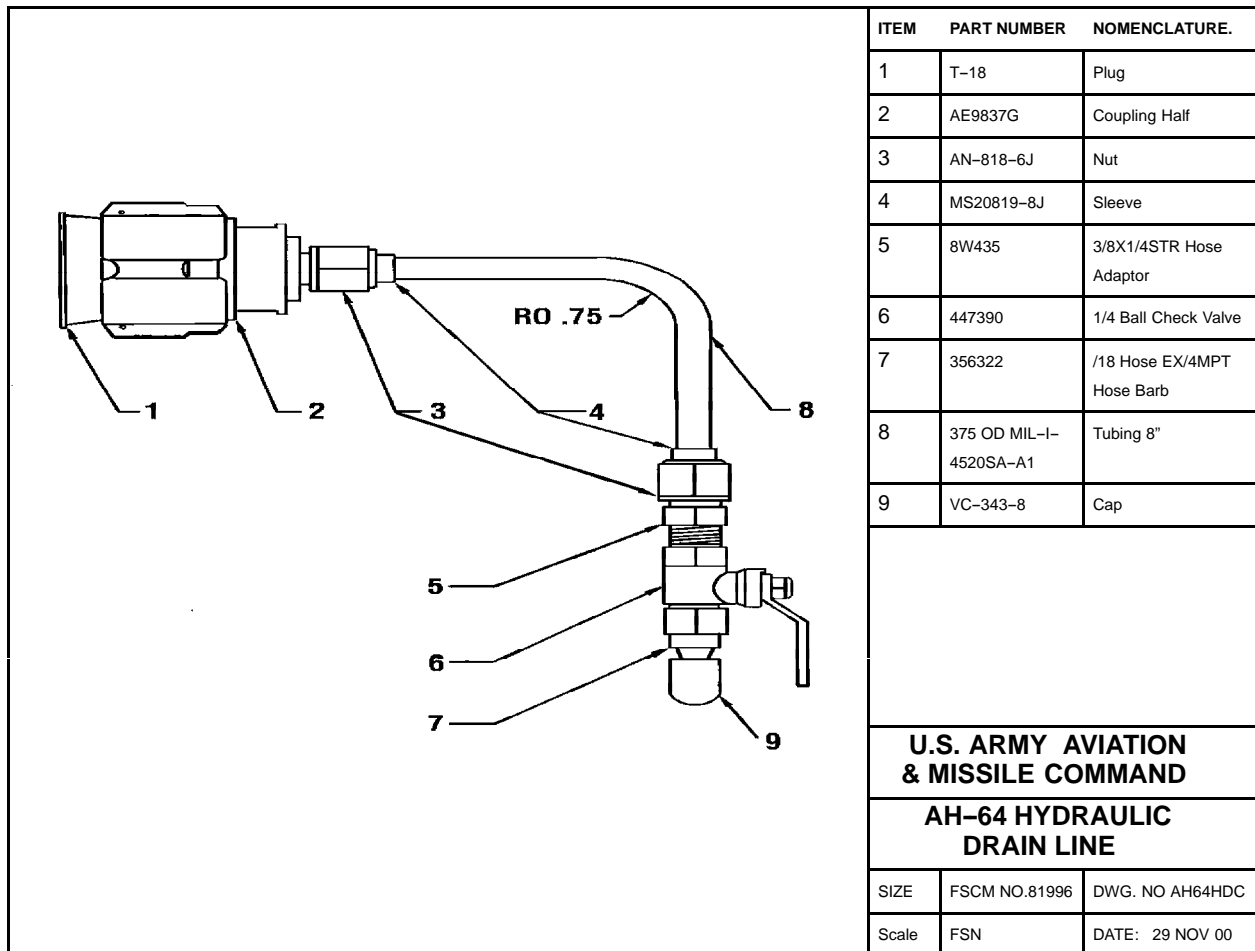 RO .75
1
2
3
4
8
5
6
7
9
ITEM PART NUMBER NOMENCLATURE.
1 T–18 Plug
2 AE9837G Coupling Half
3 AN–818–6J Nut
4 MS20819–8J Sleeve
5 8W435 3/8X1/4STR Hose
Adaptor
6 447390 1/4 Ball Check Valve
7 356322 /18 Hose EX/4MPT
Hose Barb
8 375 OD MIL–I– Tubing 8”
4520SA–A1
9 VC–343–8 Cap
U.S. ARMY AVIATION
& MISSILE COMMAND
AH–64 HYDRAULIC
DRAIN LINE
SIZE FSCM NO.81996 DWG. NO AH64HDC
Scale FSN DATE: 29 NOV 00